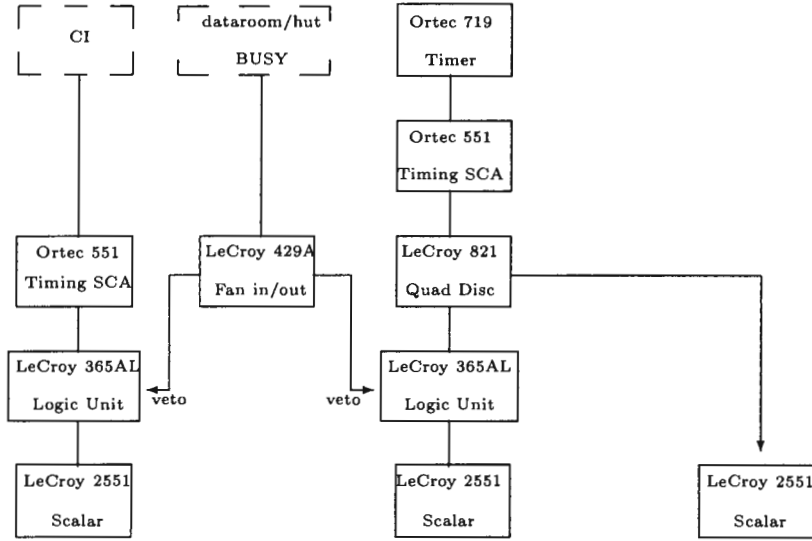 CI
dataroom/hut
BUSY
Ortec 719
Timer
Ortec 551
Timing SCA
Ortec 551
Timing SCA
LeCroy 429A
Fan in/out
LeCroy 821
Quad Disc
LeCroy 365AL
Logic Unit
veto
veto
LeCroy 365AL
Logic Unit
LeCroy 2551
Scalar
LeCroy 2551
Scalar
LeCroy 2551
Scalar